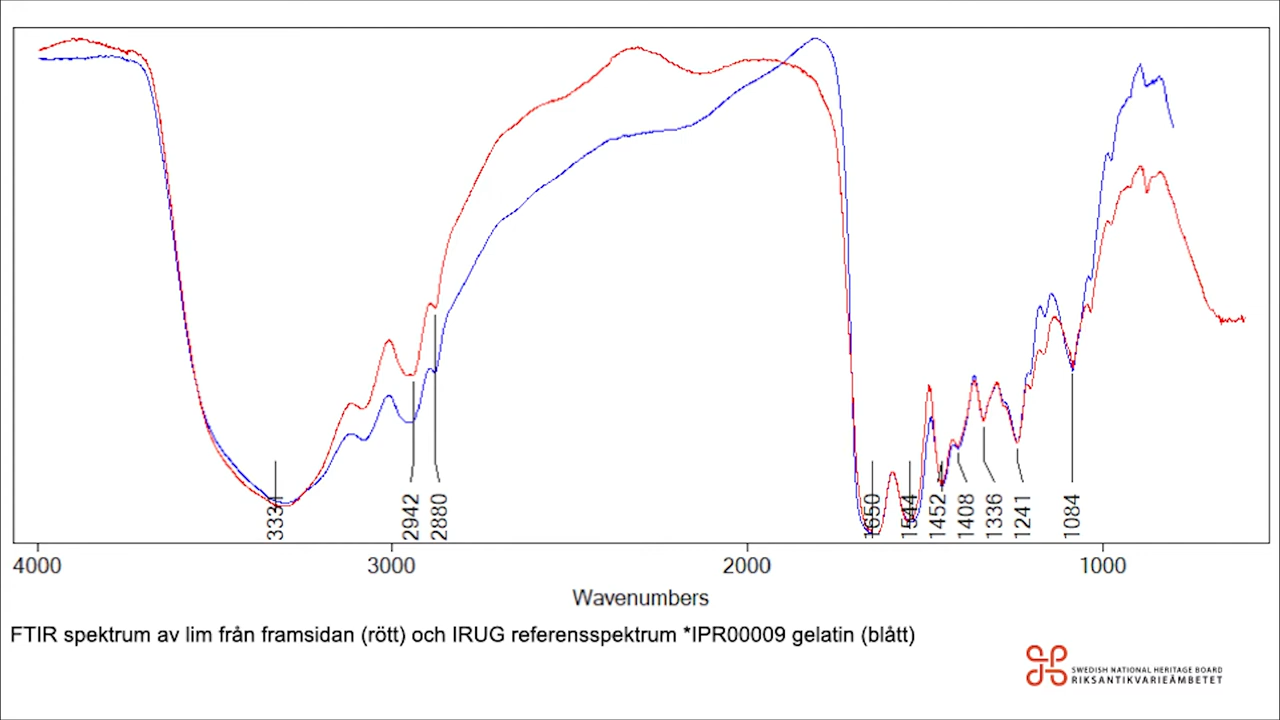 3331 2942 2880 1650 1544 1452 1408 1336 1241 1084
4000 3000 2000 1000
Wavenumbers
FTIR spektrum av lim från framsidan (rött) och IRUG referensspektrum *IPR00009 gelatin (blått)
SWEDISH NATIONAL HERITAGE BOARD
RIKSANTIKVARIEÄMBETET